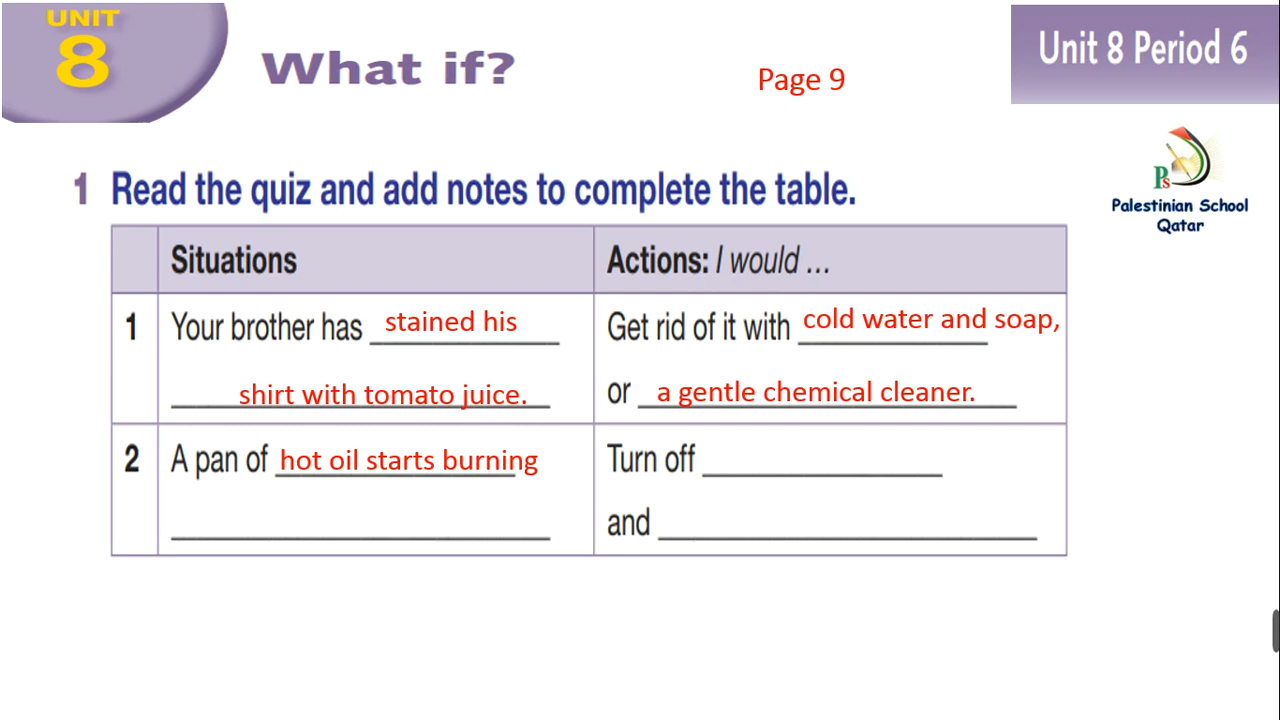 UNIT
8
What if?
Page 9
Unit 8 Period 6
Ps
Palestinian School
Qatar
1 Read the quiz and add notes to complete the table.
Situations
Actions: I would ...
1 Your brother has stained his
shirt with tomato juice.
Get rid of it with cold water and soap,
or a gentle chemical cleaner.
2 A pan of hot oil starts burning
Turn off
and